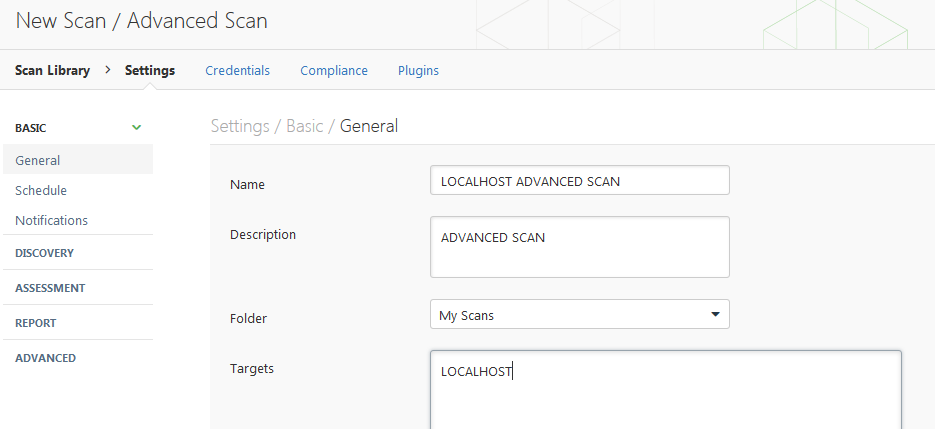 New Scan / Advanced Scan
Scan Library > Settings Credentials Compliance Plugins
BASIC
General
Schedule
Notifications
DISCOVERY
ASSESSMENT
REPORT
ADVANCED
Settings / Basic / General
Name LOCALHOST ADVANCED SCAN
Description ADVANCED SCAN
Folder My Scans
Targets LOCALHOST